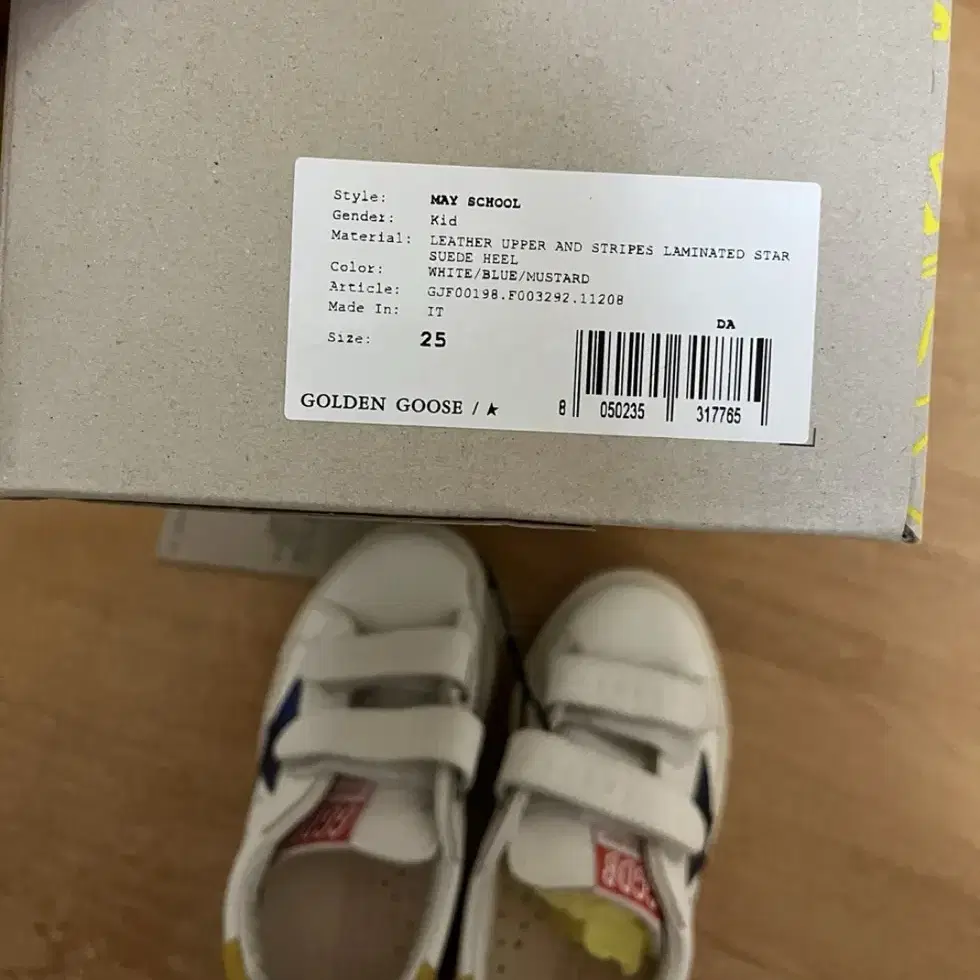 Style: MAY SCHOOL
Gender: Kid
Material: LEATHER UPPER AND STRIPES LAMINATED STAR
SUEDE HEEL
Color: WHITE/BLUE/MUSTARD
Article: GJF00198.F003292.11208
Made In: IT
DA
Size: 25
GOLDEN GOOSE / ★
8 050235 317765